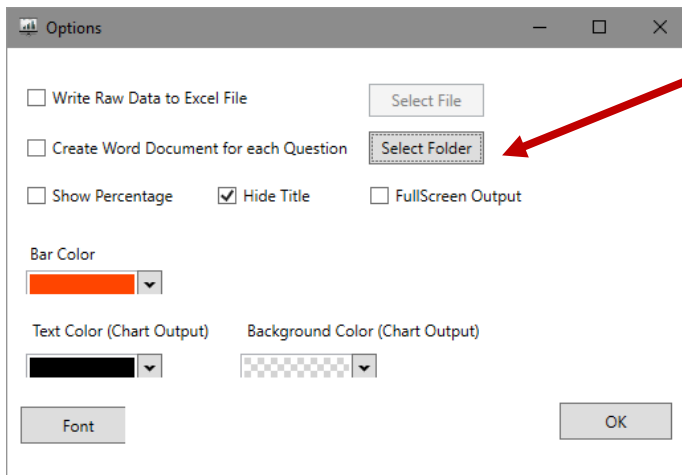 Options
Write Raw Data to Excel File Select File
Create Word Document for each Question Select Folder
Show Percentage Hide Title FullScreen Output
Bar Color
Text Color (Chart Output) Background Color (Chart Output)
Font OK